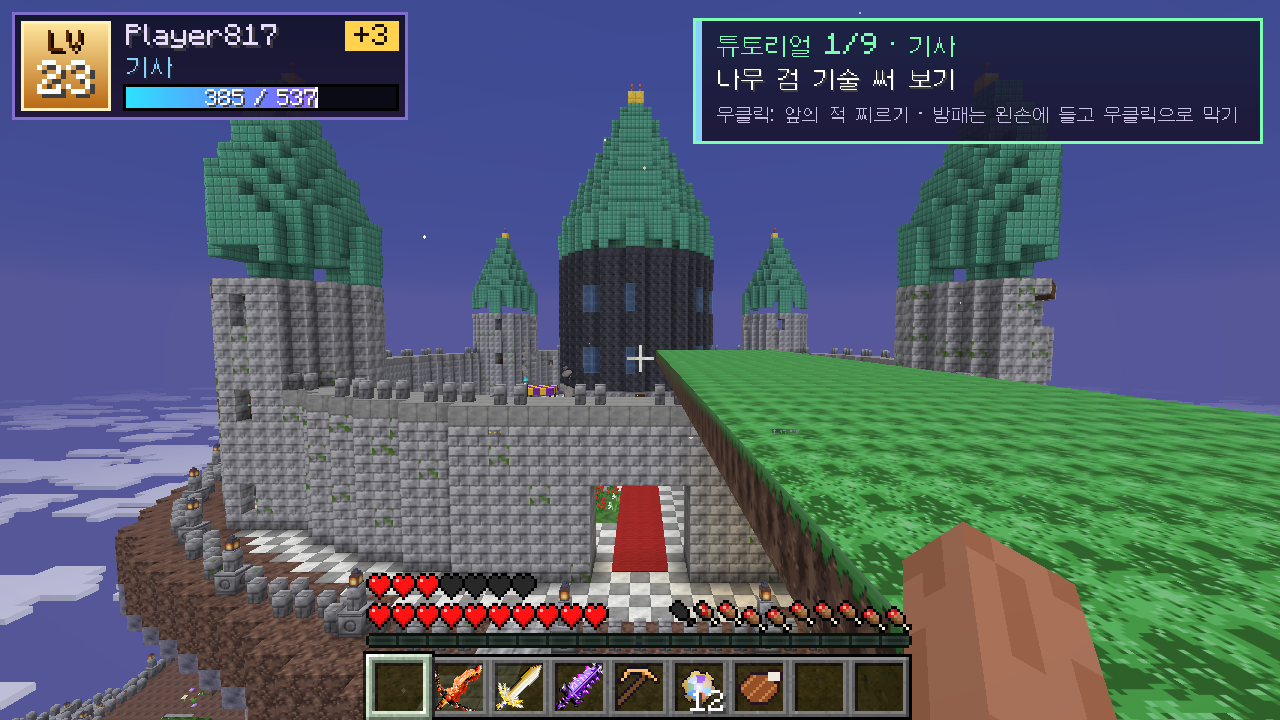 LV
23
Player817
+3
기사
385 / 537
튜토리얼 1/9 · 기사
나무 검 기술 써 보기
우클릭: 앞의 적 찌르기 · 방패는 왼손에 들고 우클릭으로 막기
12